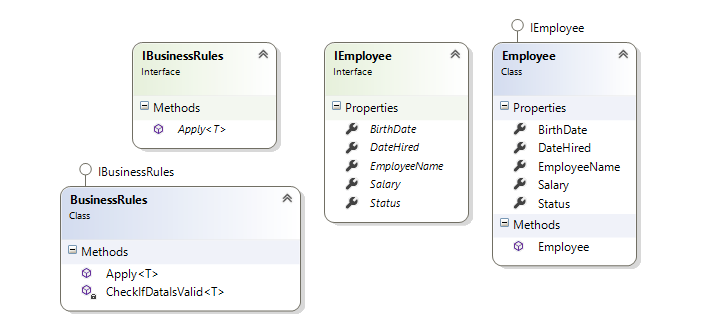 IBusinessRules
Interface
Methods
Apply<T>
IBusinessRules
BusinessRules
Class
Methods
Apply<T>
CheckIfDataIsValid<T>
IEmployee
Interface
Properties
BirthDate
DateHired
EmployeeName
Salary
Status
IEmployee
Employee
Class
Properties
BirthDate
DateHired
EmployeeName
Salary
Status
Methods
Employee